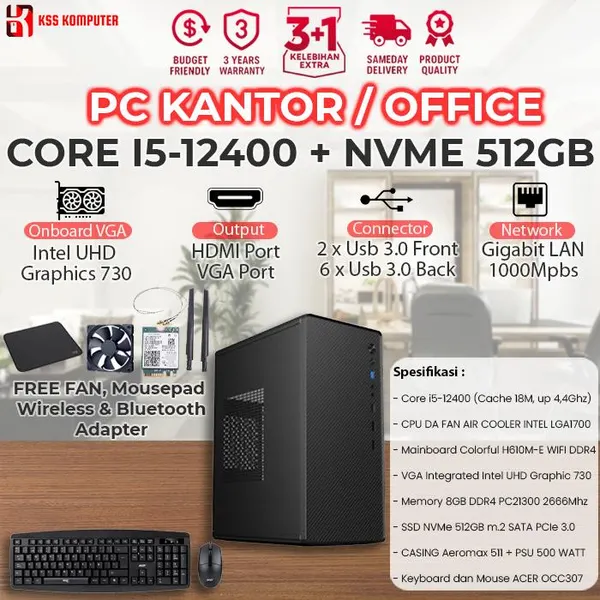 KSS KOMPUTER
BUDGET
FRIENDLY
3
3 YEARS
WARRANTY
3+1
KELEBIHAN
EXTRA
SAMEDAY
DELIVERY
PRODUCT
QUALITY
PC KANTOR / OFFICE
CORE I5-12400 + NVME 512GB
Onboard VGA
Intel UHD
Graphics 730
Output
HDMI Port
VGA Port
Connector
2 x Usb 3.0 Front
6 x Usb 3.0 Back
Network
Gigabit LAN
1000Mpbs
FREE FAN, Mousepad
Wireless & Bluetooth
Adapter
Spesifikasi :
- Core i5-12400 (Cache 18M, up 4,4Ghz)
- CPU DA FAN AIR COOLER INTEL LGA1700
- Mainboard Colorful H610M-E WIFI DDR4
- VGA Integrated Intel UHD Graphic 730
- Memory 8GB DDR4 PC21300 2666Mhz
- SSD NVMe 512GB m.2 SATA PCIe 3.0
- CASING Aeromax 511 + PSU 500 WATT
- Keyboard dan Mouse ACER OCC307